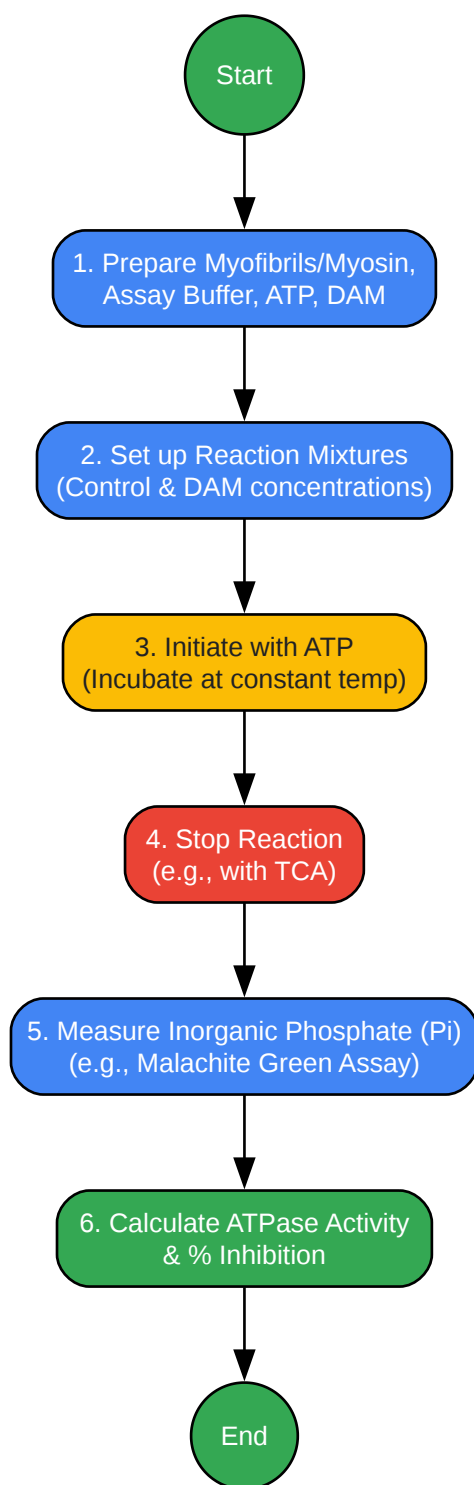 Start
1. Prepare Myofibrils/Myosin,
Assay Buffer, ATP, DAM
2. Set up Reaction Mixtures
(Control & DAM concentrations)
3. Initiate with ATP
(Incubate at constant temp)
4. Stop Reaction
(e.g., with TCA)
5. Measure Inorganic Phosphate (Pi)
(e.g., Malachite Green Assay)
6. Calculate ATPase Activity
& % Inhibition
End